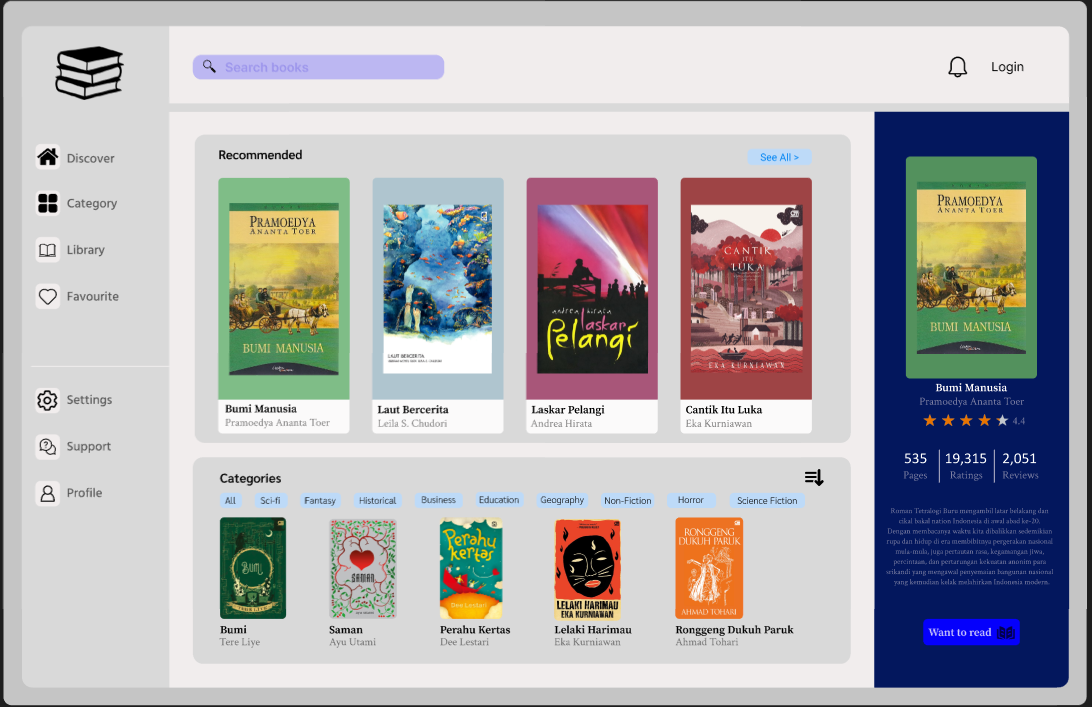 Search books
Login
Discover
Category
Library
Favourite
Settings
Support
Profile
Recommended
See All >
PRAMOEDYA
ANANTA TOER
BUMI MANUSIA
Bumi Manusia
Pramoedya Ananta Toer
LAUT BERCERITA
Laut Bercerita
Leila S. Chudori
andrea hirata
laskar
Pelangi
Laskar Pelangi
Andrea Hirata
CANTIK
ITU
LUKA
EKA KURNIAWAN
Cantik Itu Luka
Eka Kurniawan
Categories
All
Sci-fi
Fantasy
Historical
Business
Education
Geography
Non-Fiction
Horror
Science Fiction
BUMI
TERE LIYE
Bumi
Tere Liye
SAMAN
Saman
Ayu Utami
Perahu
kertas
Dee Lestari
Perahu Kertas
Dee Lestari
LELAKI HARIMAU
EKA KURNIAWAN
Lelaki Harimau
Eka Kurniawan
RONGGENG
DUKUH PARUK
AHMAD TOHARI
Ronggeng Dukuh Paruk
Ahmad Tohari
PRAMOEDYA
ANANTA TOER
BUMI MANUSIA
Bumi Manusia
Pramoedya Ananta Toer
4.4
535
Pages
19,315
Ratings
2,051
Reviews
Roman Tetralogi Buru mengambil latar belakang dan
cikal bakal nation Indonesia di awal abad ke-20.
Dengan membacanya waktu kita dibalikkan sedemikian
rupa dan hidup di era membibitnya pergerakan nasional
mula-mula, juga pertautan rasa, kegamangan jiwa,
percintaan, dan pertarungan kekuatan anonim para
srikandi yang mengawal penyemaian bangunan nasional
yang kemudian kelak melahirkan Indonesia modern.
Want to read